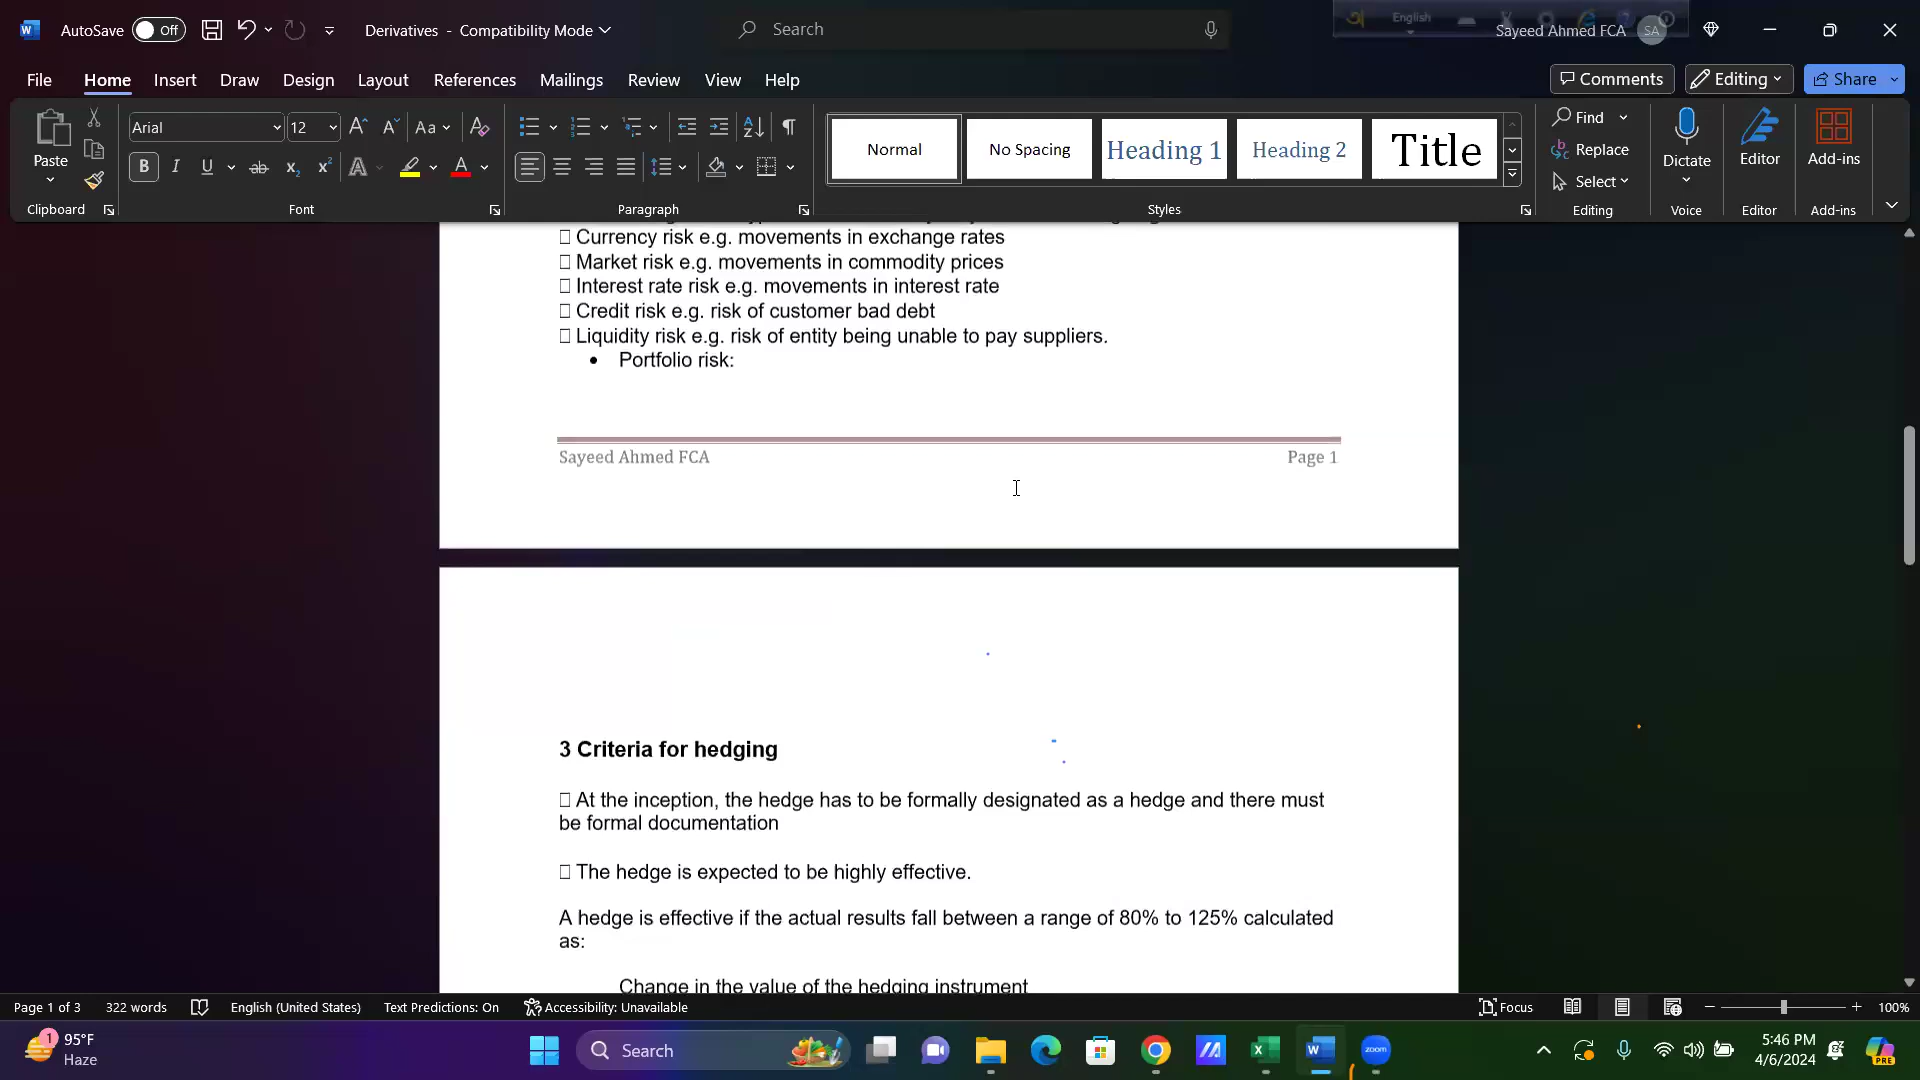 AutoSave Off Derivatives - Compatibility Mode Search English Sayeed Ahmed FCA SA
File Home Insert Draw Design Layout References Mailings Review View Help Comments Editing Share
Paste Arial 12 Aa Normal No Spacing Heading 1 Heading 2 Title Find Replace Select Dictate Editor Add-ins
Clipboard Font Paragraph Styles Editing Voice Editor Add-ins
Currency risk e.g. movements in exchange rates
Market risk e.g. movements in commodity prices
Interest rate risk e.g. movements in interest rate
Credit risk e.g. risk of customer bad debt
Liquidity risk e.g. risk of entity being unable to pay suppliers.
• Portfolio risk:
Sayeed Ahmed FCA Page 1
3 Criteria for hedging
At the inception, the hedge has to be formally designated as a hedge and there must
be formal documentation
The hedge is expected to be highly effective.
A hedge is effective if the actual results fall between a range of 80% to 125% calculated
as:
Change in the value of the hedging instrument
Page 1 of 3 322 words English (United States) Text Predictions: On Accessibility: Unavailable Focus 100%
1 95°F
Haze
Search
zoom
5:46 PM
4/6/2024
PRE